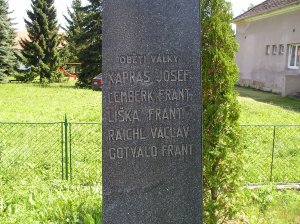 OBĚTI VÁLKY
KAPRAS JOSEF
LEMBERK FRANT
LIŠKA FRANT
RAICHL VÁCLAV
GOTVALD FRANT